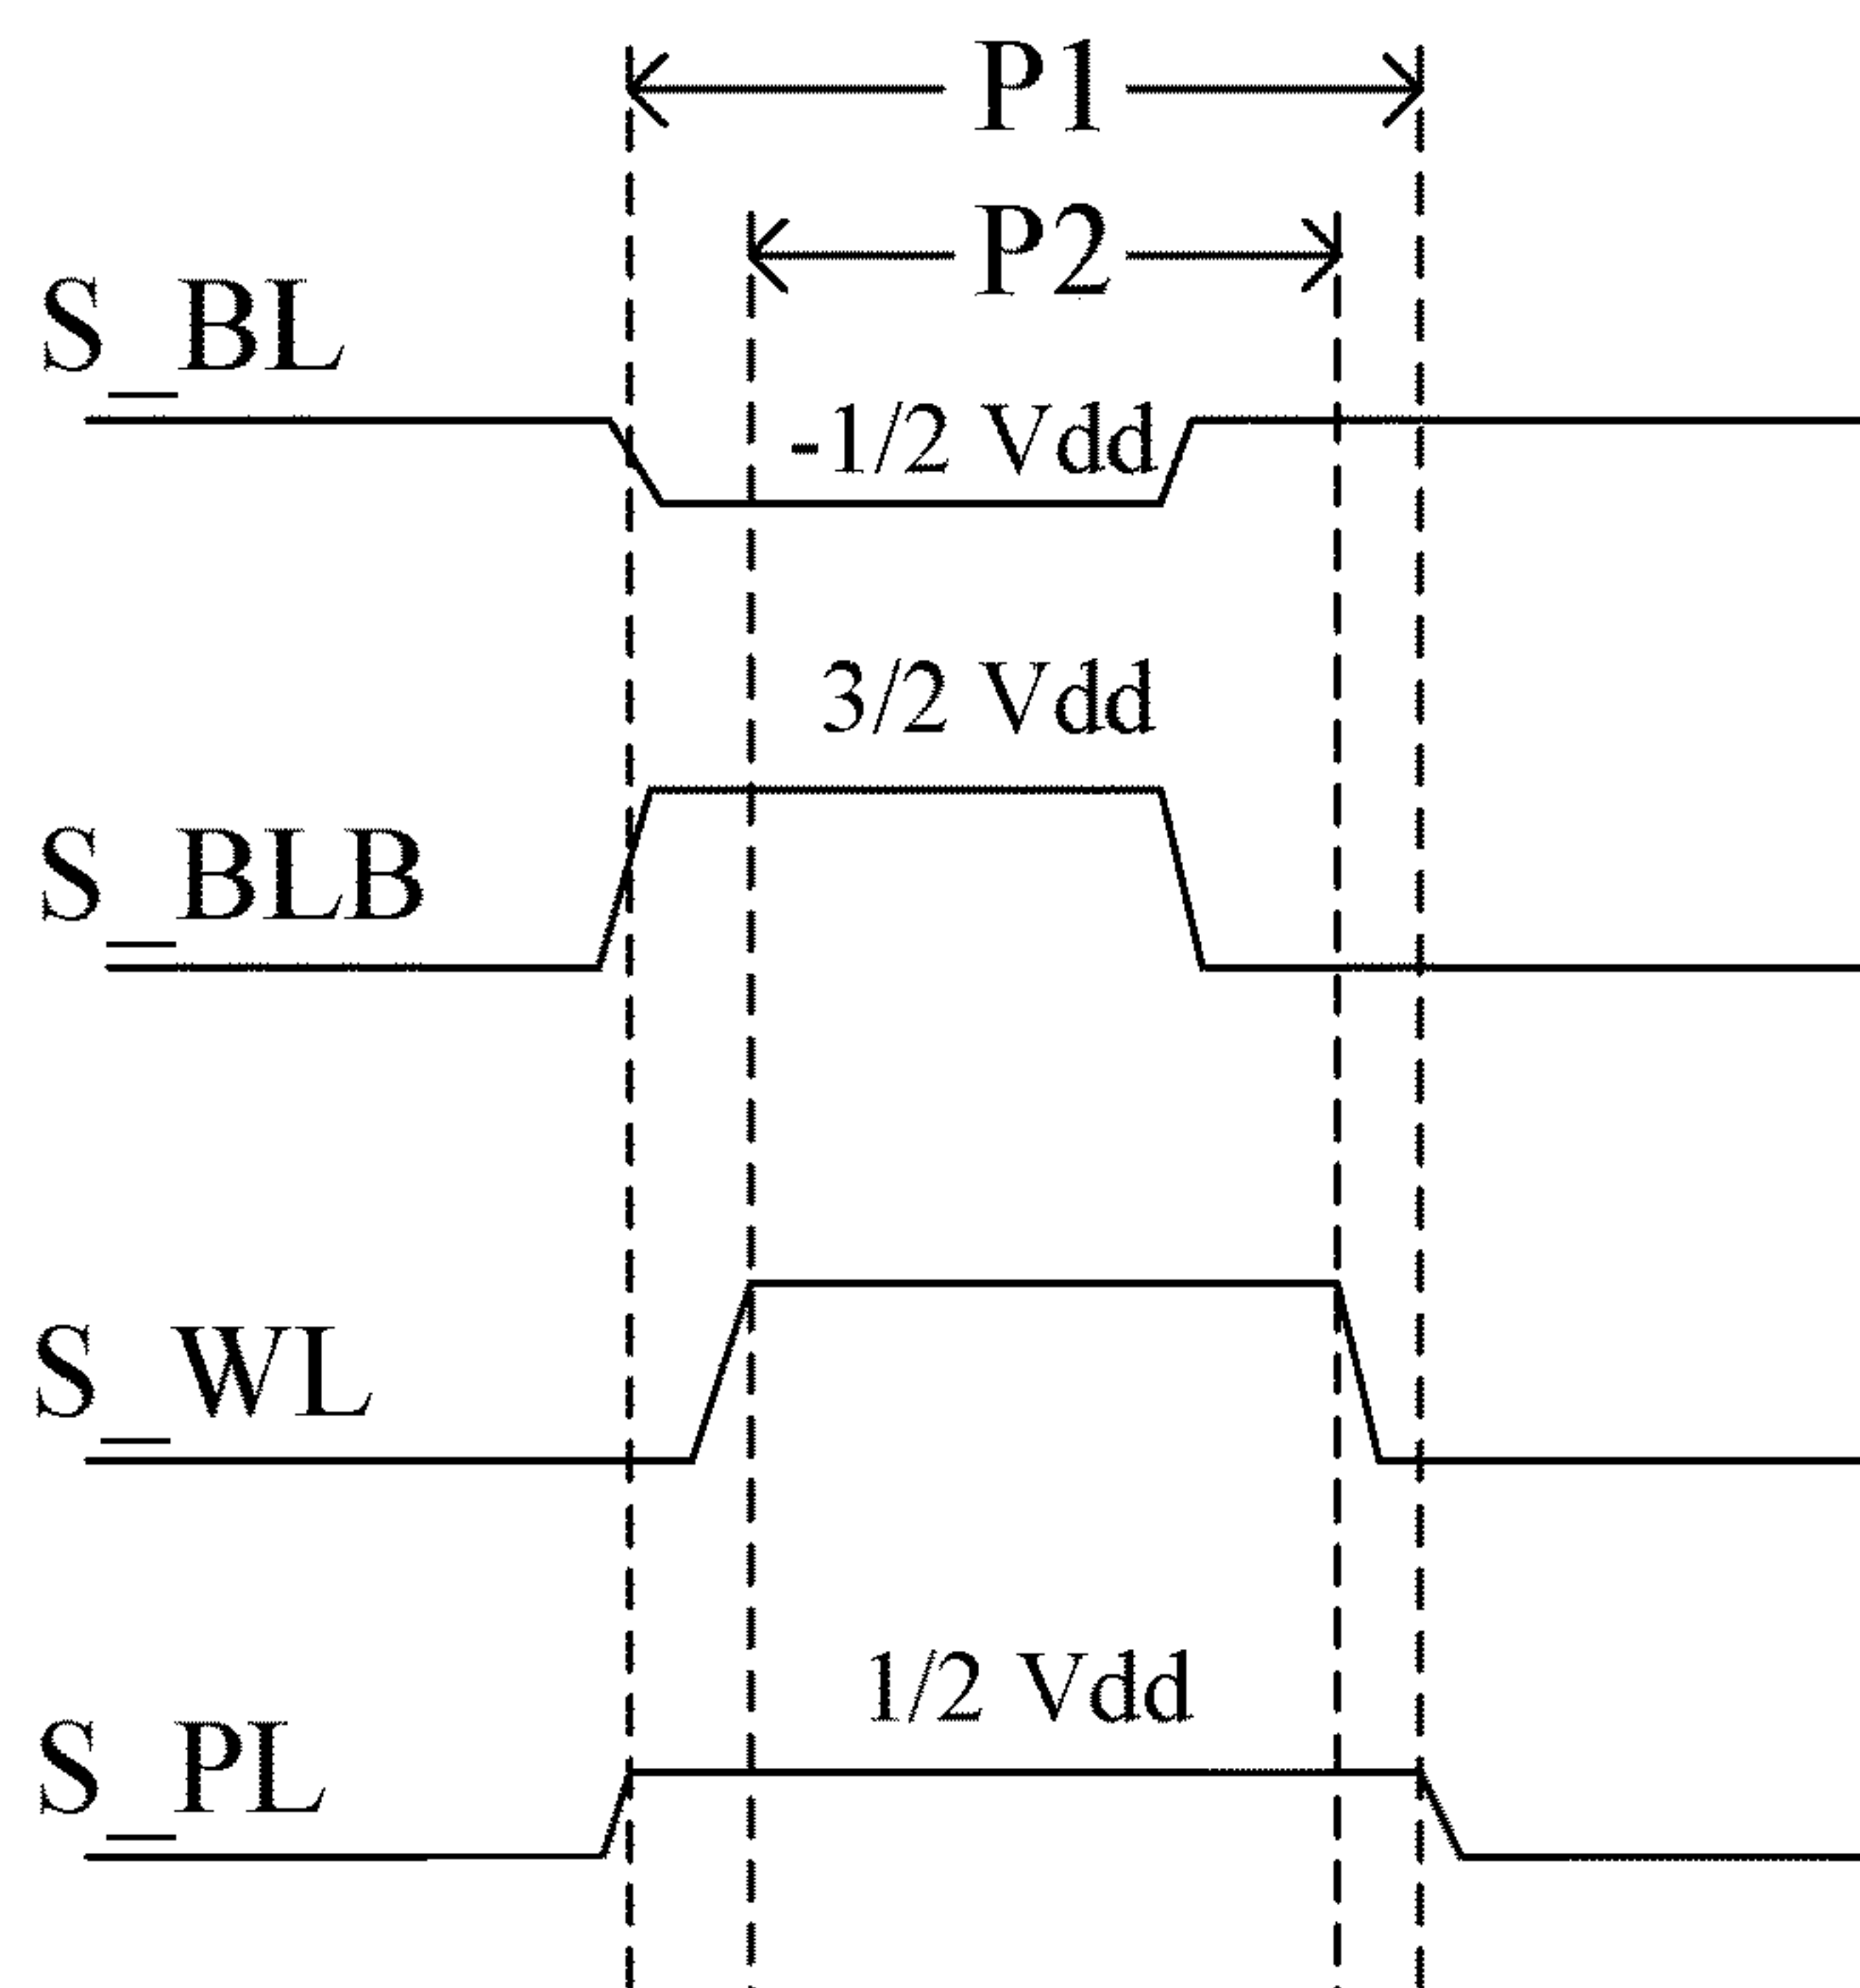 P1
P2
S_BL
-1/2 Vdd
3/2 Vdd
S_BLB
S_WL
1/2 Vdd
S_PL